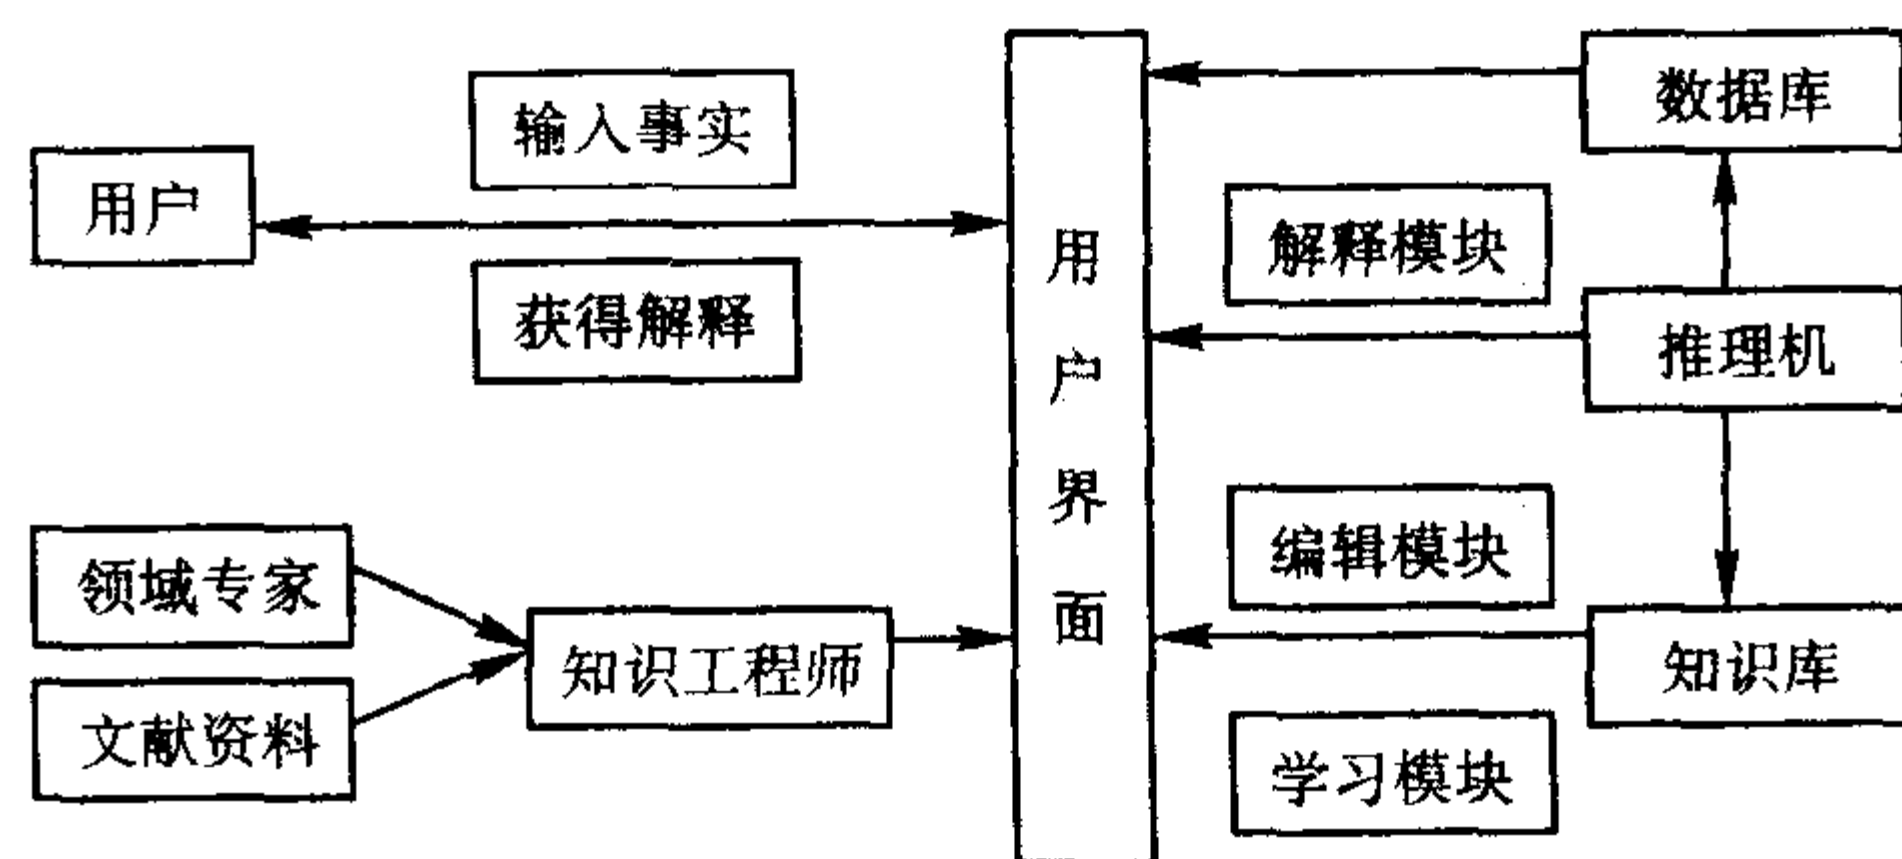 输入事实
用户
获得解释
领域专家
文献资料
知识工程师
用户界面
数据库
解释模块
推理机
编辑模块
知识库
学习模块